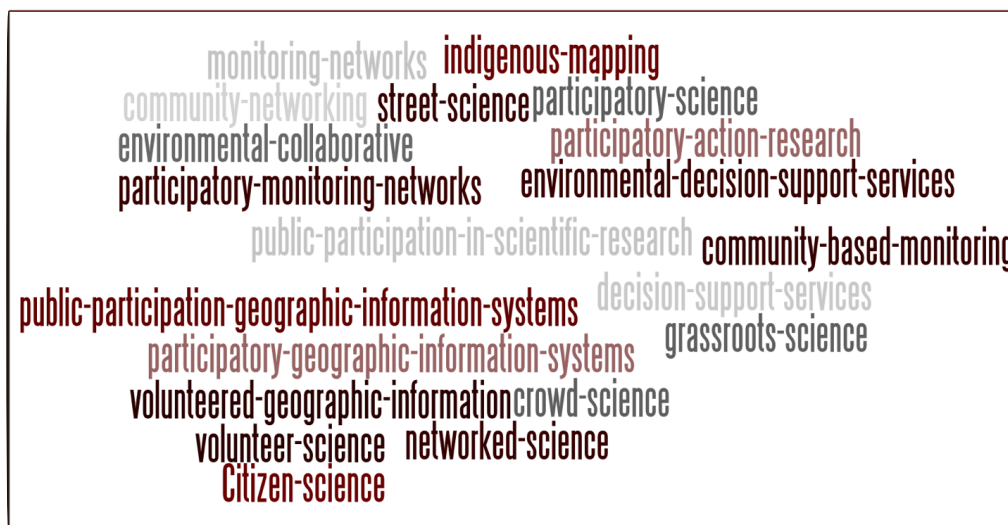 monitoring-networks
indigenous-mapping
community-networking
street-science
participatory-science
environmental-collaborative
participatory-action-research
participatory-monitoring-networks
environmental-decision-support-services
public-participation-in-scientific-research
community-based-monitoring
public-participation-geographic-information-systems
decision-support-services
grassroots-science
participatory-geographic-information-systems
volunteered-geographic-information
crowd-science
volunteer-science
networked-science
Citizen-science